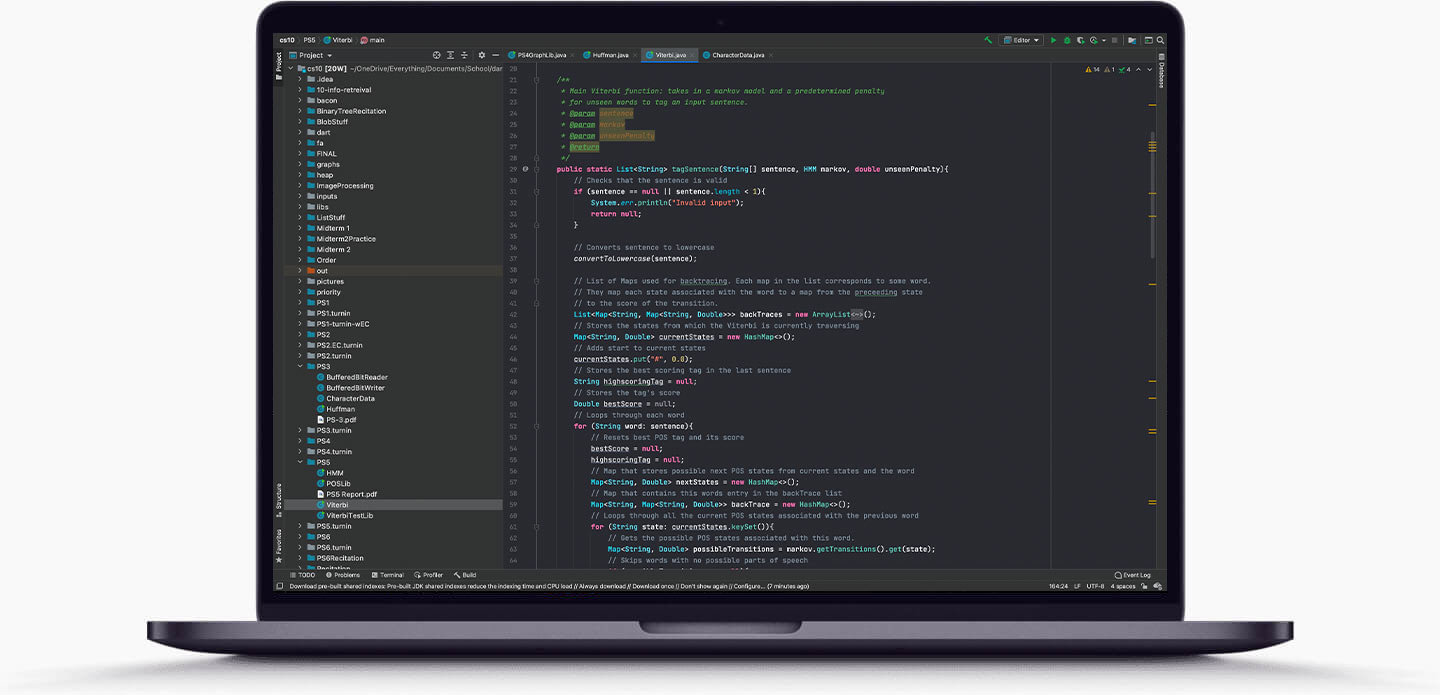 cs10 PS5 Viterbi main
Editor
Project
PS4GraphLib.java
Huffman.java
Viterbi.java
CharacterData.java
Project
Structure
Favorites
Database
14 1 4
cs10 [20W] ~/OneDrive/Everything/Documents/School/dar
.idea
10-info-retreival
bacon
BinaryTreeRecitation
BlobStuff
dart
fa
FINAL
graphs
heap
ImageProcessing
inputs
libs
ListStuff
Midterm 1
Midterm2Practice
Midterm 2
Order
out
pictures
priority
PS1
PS1.turnin
PS1-turnin-wEC
PS2
PS2.EC.turnin
PS2.turnin
PS3
BufferedBitReader
BufferedBitWriter
CharacterData
Huffman
PS-3.pdf
PS3.turnin
PS4
PS4.turnin
PS5
HMM
POSLib
PS5 Report.pdf
Viterbi
ViterbiTestLib
PS5.turnin
PS6
PS6.turnin
PS6Recitation
Recitation
20
21 /**
22 * Main Viterbi function: takes in a markov model and a predetermined penalty
23 * for unseen words to tag an input sentence.
24 * @param sentence
25 * @param markov
26 * @param unseenPenalty
27 * @return
28 */
29 public static List<String> tagSentence(String[] sentence, HMM markov, double unseenPenalty){
30 // Checks that the sentence is valid
31 if (sentence == null || sentence.length < 1){
32 System.err.println("Invalid input");
33 return null;
34 }
35
36 // Converts sentence to lowercase
37 convertToLowercase(sentence);
38
39 // List of Maps used for backtracing. Each map in the list corresponds to some word.
40 // They map each state associated with the word to a map from the preceeding state
41 // to the score of the transition.
42 List<Map<String, Map<String, Double>>> backTraces = new ArrayList<~>();
43 // Stores the states from which the Viterbi is currently traversing
44 Map<String, Double> currentStates = new HashMap<>();
45 // Adds start to current states
46 currentStates.put("#", 0.0);
47 // Stores the best scoring tag in the last sentence
48 String highscoringTag = null;
49 // Stores the tag's score
50 Double bestScore = null;
51 // Loops through each word
52 for (String word: sentence){
53 // Resets best POS tag and its score
54 bestScore = null;
55 highscoringTag = null;
56 // Map that stores possible next POS states from current states and the word
57 Map<String, Double> nextStates = new HashMap<>();
58 // Map that contains this words entry in the backTrace list
59 Map<String, Map<String, Double>> backTrace = new HashMap<>();
60 // Loops through all the current POS states associated with the previous word
61 for (String state: currentStates.keySet()){
62 // Gets the possible POS states associated with this word.
63 Map<String, Double> possibleTransitions = markov.getTransitions().get(state);
64 // Skips words with no possible parts of speech
TODO Problems Terminal Profiler Build
Event Log
Download pre-built shared indexes: Pre-built JDK shared indexes reduce the indexing time and CPU load // Always download // Download once // Don't show again // Configure... (7 minutes ago)
164:24 LF UTF-8 4 spaces